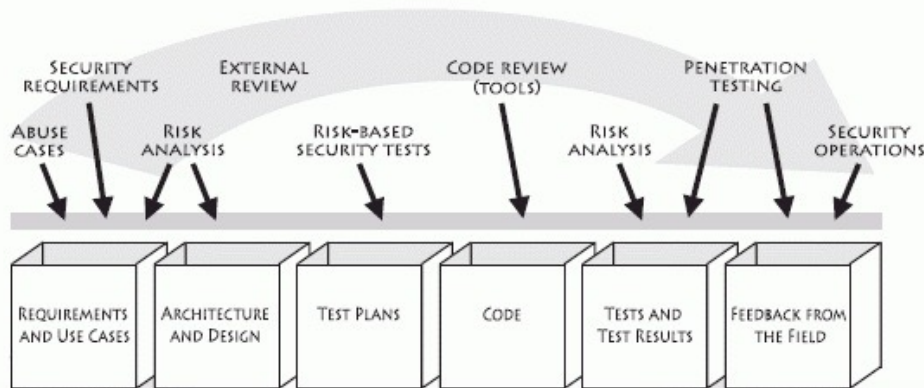 SECURITY
REQUIREMENTS
EXTERNAL
REVIEW
CODE REVIEW
(TOOLS)
PENETRATION
TESTING
ABUSE
CASES
RISK
ANALYSIS
RISK-BASED
SECURITY TESTS
RISK
ANALYSIS
SECURITY
OPERATIONS
REQUIREMENTS
AND USE CASES
ARCHITECTURE
AND DESIGN
TEST PLANS
CODE
TESTS AND
TEST RESULTS
FEEDBACK FROM
THE FIELD